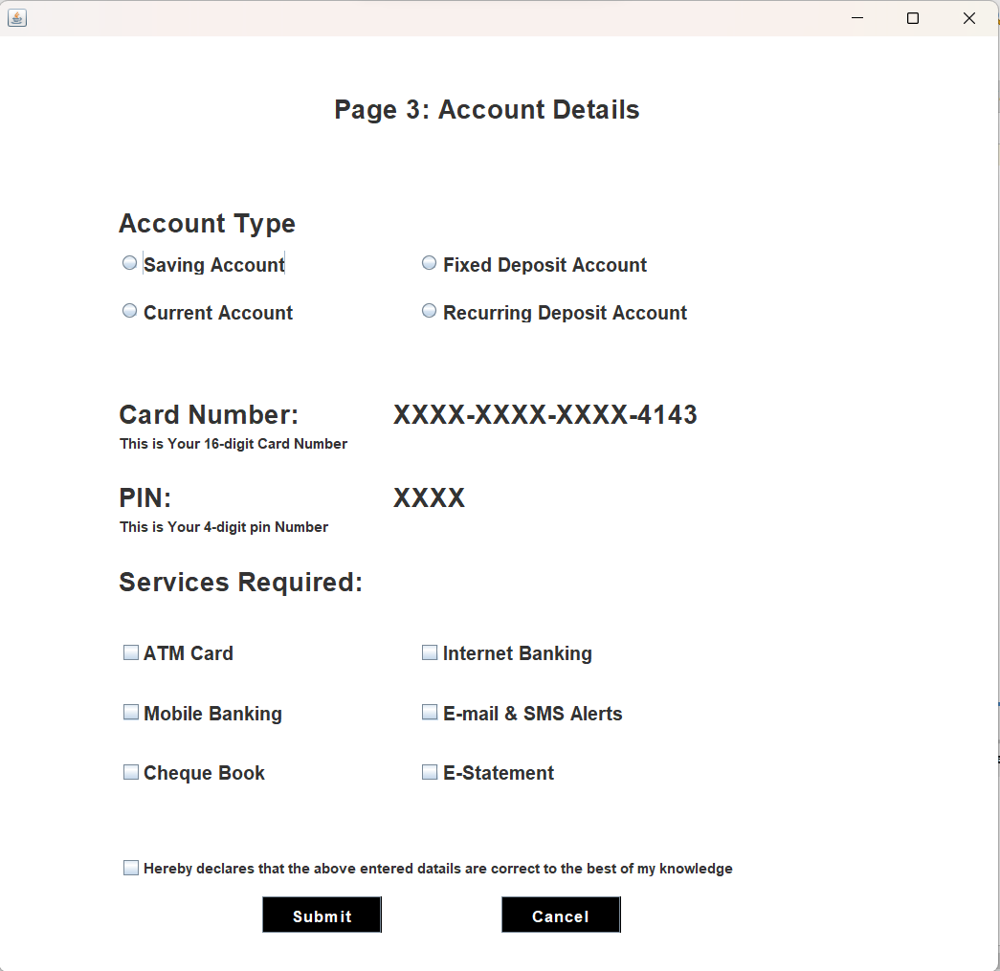 Page 3: Account Details
Account Type
Saving Account
Fixed Deposit Account
Current Account
Recurring Deposit Account
Card Number:
XXXX-XXXX-XXXX-4143
This is Your 16-digit Card Number
PIN:
XXXX
This is Your 4-digit pin Number
Services Required:
ATM Card
Internet Banking
Mobile Banking
E-mail & SMS Alerts
Cheque Book
E-Statement
Hereby declares that the above entered datails are correct to the best of my knowledge
Submit
Cancel